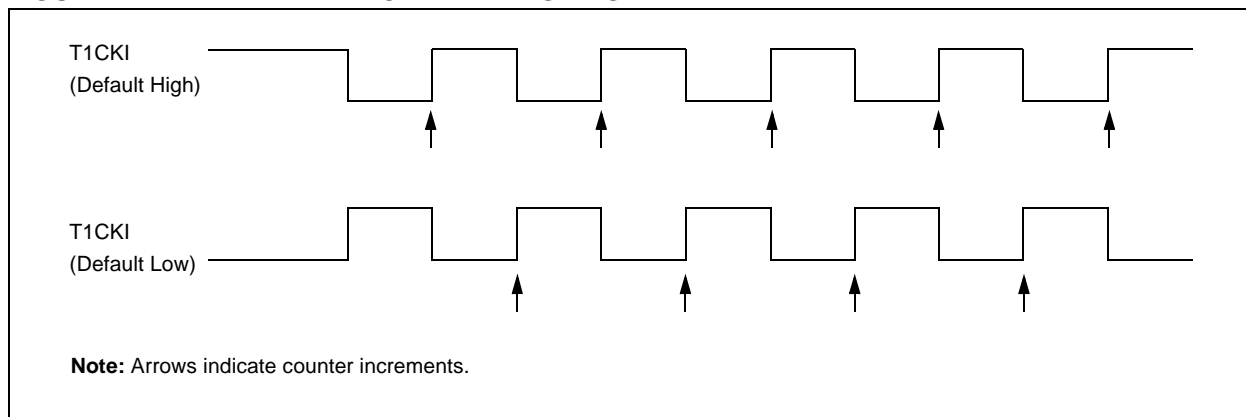 T1CKI
(Default High)
T1CKI
(Default Low)
Note: Arrows indicate counter increments.